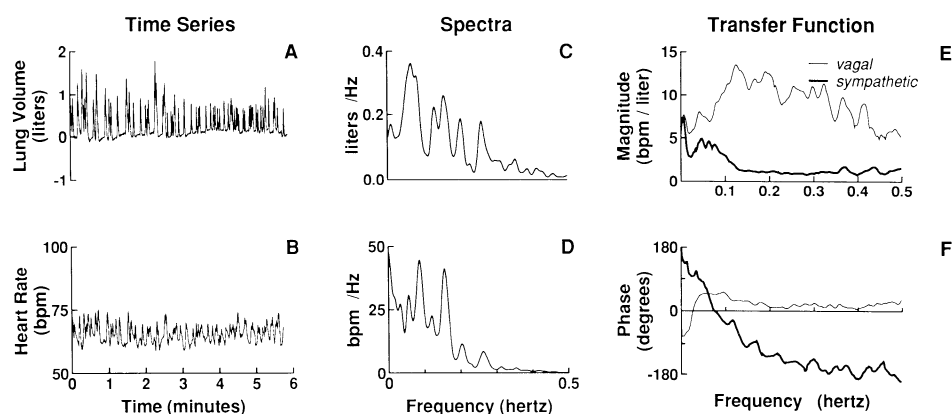 Time Series
Spectra
Transfer Function
A
Lung Volume
(liters)
2
1
0
-1
C
liters /Hz
0.4
0.2
0.0
E
vagal
sympathetic
Magnitude
(bpm / liter)
15
10
5
0
0.1
0.2
0.3
0.4
0.5
B
Heart Rate
(bpm)
100
75
50
0
1
2
3
4
5
6
Time (minutes)
D
bpm /Hz
50
25
0
0
0.5
Frequency (hertz)
F
Phase
(degrees)
180
0
-180
Frequency (hertz)